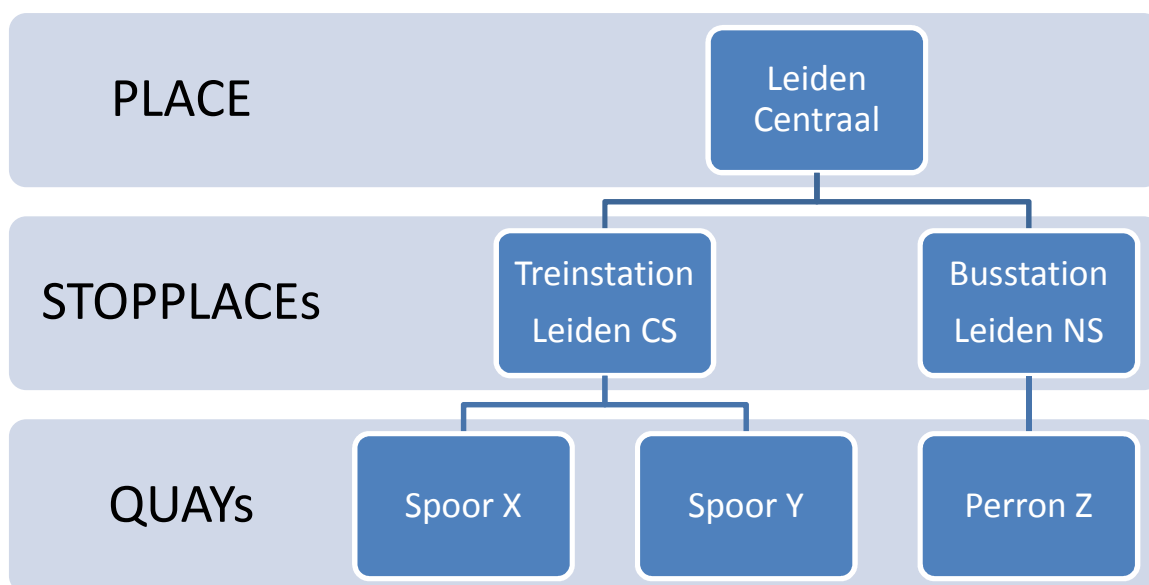 PLACE
Leiden
Centraal
STOPPLACEs
Treinstation
Leiden CS
Busstation
Leiden NS
QUAYs
Spoor X
Spoor Y
Perron Z